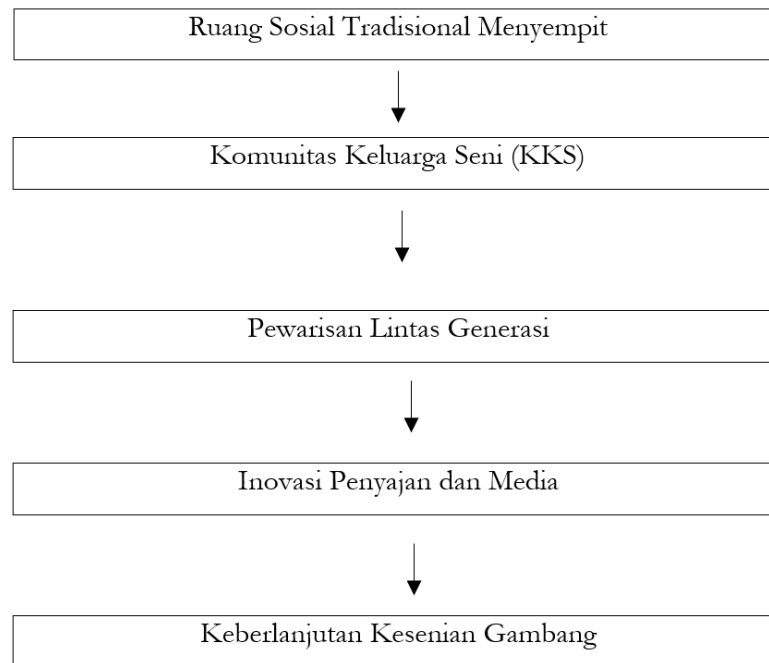 Ruang Sosial Tradisional Menyempit
Komunitas Keluarga Seni (KKS)
Pewarisan Lintas Generasi
Inovasi Penyajan dan Media
Keberlanjutan Kesenian Gambang